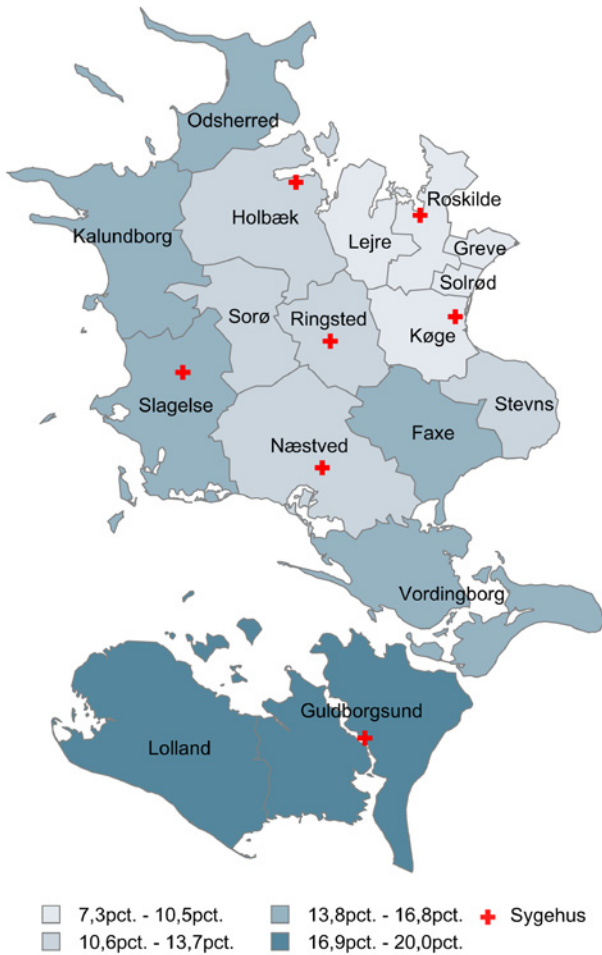 Odsherred
Roskilde
Holbæk
Kalundborg
Lejre
Greve
Solrød
Sorø
Ringsted
Køge
Slagelse
Stevns
Faxe
Næstved
Vordingborg
Guldborgsund
Lolland
7,3pct. - 10,5pct.
13,8pct. - 16,8pct.
Sygehus
10,6pct. - 13,7pct.
16,9pct. - 20,0pct.